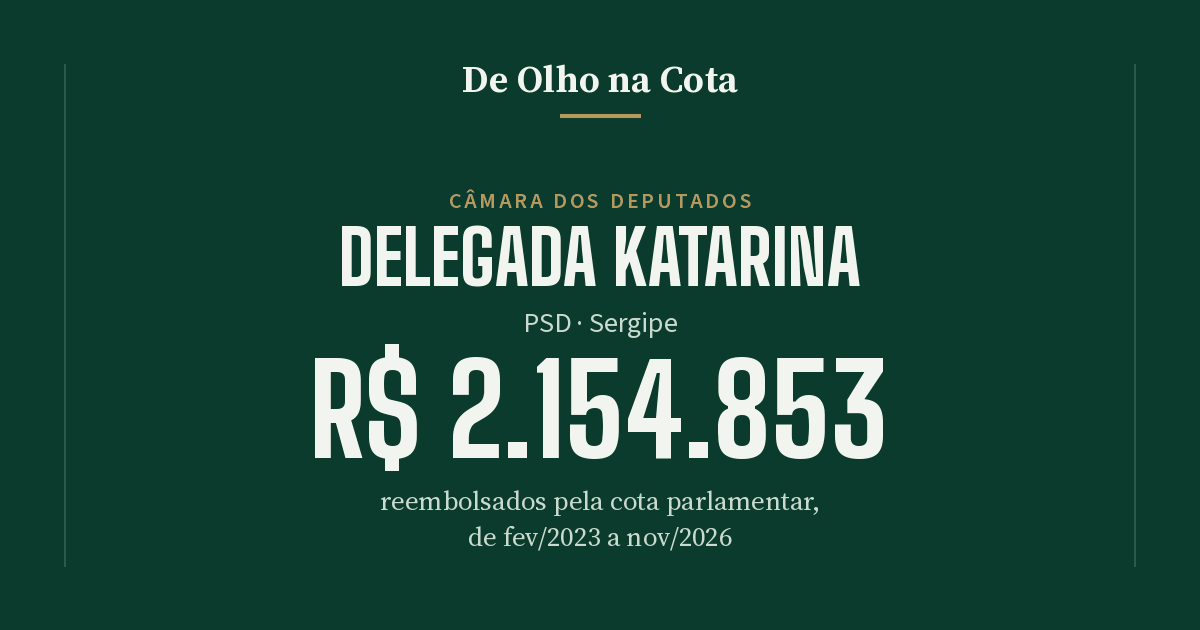 De Olho na Cota
CÂMARA DOS DEPUTADOS
DELEGADA KATARINA
PSD · Sergipe
R$ 2.154.853
reembolsados pela cota parlamentar,
de fev/2023 a nov/2026